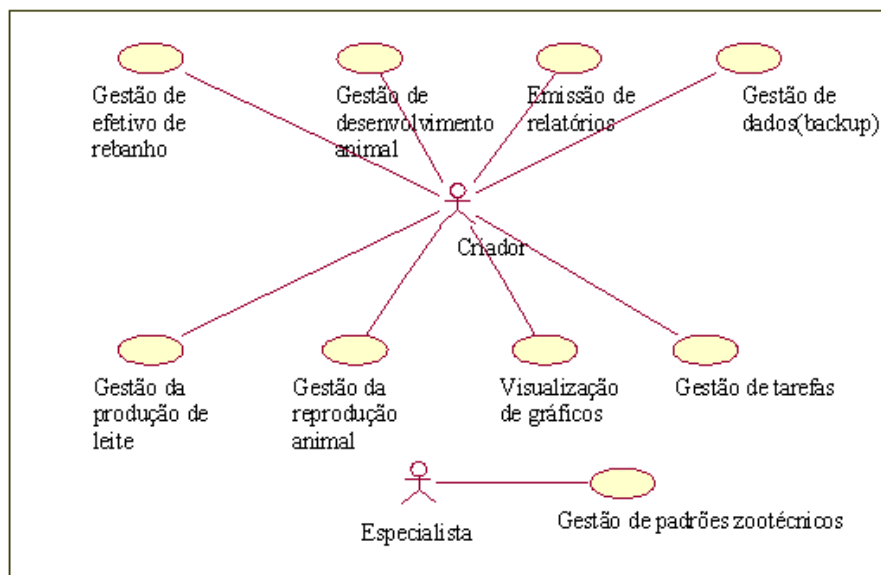 Gestão de
efetivo de
rebanho
Gestão de
desenvolvimento
animal
Emissão de
relatórios
Gestão de
dados(backup)
Criador
Gestão da
produção de
leite
Gestão da
reprodução
animal
Visualização
de gráficos
Gestão de tarefas
Especialista
Gestão de padrões zootécnicos